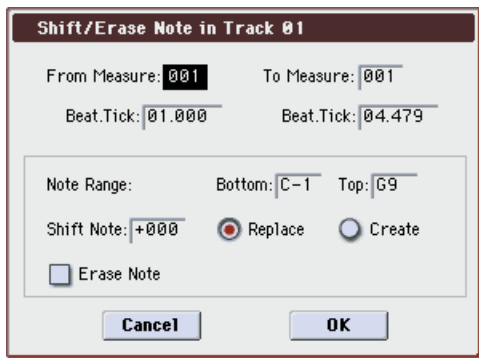 Shift/Erase Note in Track 01
From Measure: 001 To Measure: 001
Beat.Tick: 01.000 Beat.Tick: 04.479
Note Range: Bottom: C-1 Top: G9
Shift Note: +000 Replace Create
Erase Note
Cancel OK